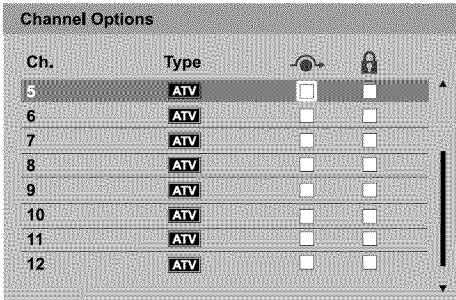 Channel Options
Ch. Type
5 ATV
6 ATV
7 ATV
8 ATV
9 ATV
10 ATV
11 ATV
12 ATV